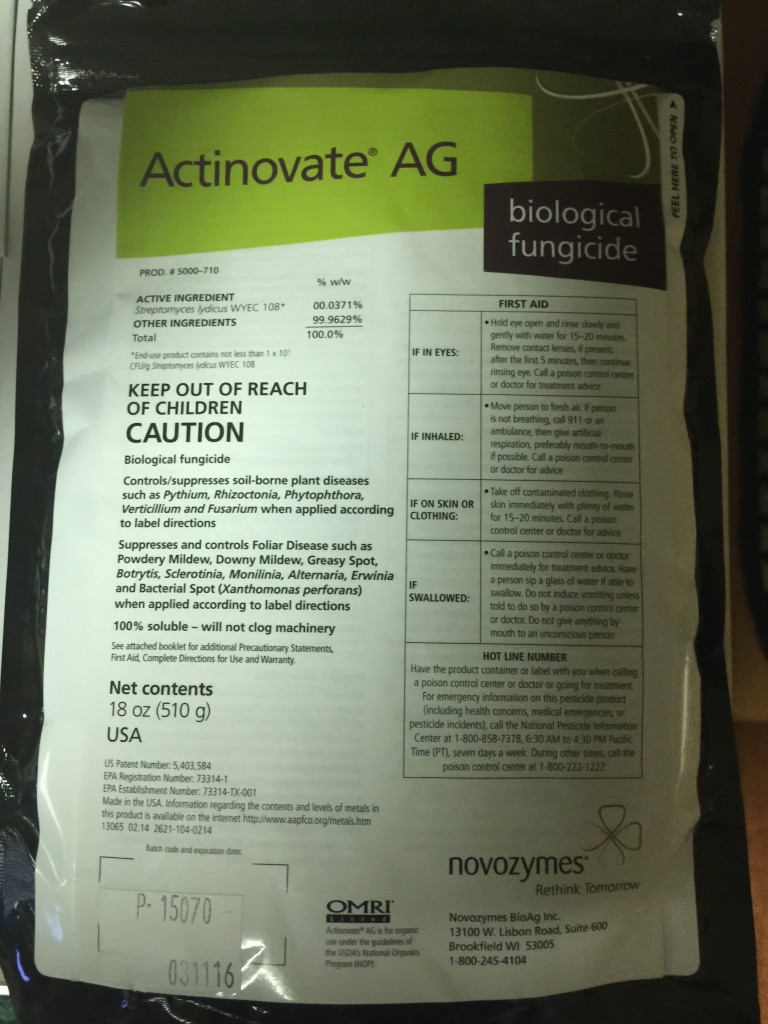 PEEL HERE TO OPEN
Actinovate® AG
biological
fungicide
PROD. # 5000-710
% w/w
ACTIVE INGREDIENT
Streptomyces lydicus WYEC 108* 00.0371%
OTHER INGREDIENTS 99.9629%
Total 100.0%
*End-use product contains not less than 1 x 10⁷
CFU/g Streptomyces lydicus WYEC 108
KEEP OUT OF REACH
OF CHILDREN
CAUTION
Biological fungicide
Controls/suppresses soil-borne plant diseases
such as Pythium, Rhizoctonia, Phytophthora,
Verticillium and Fusarium when applied according
to label directions
Suppresses and controls Foliar Disease such as
Powdery Mildew, Downy Mildew, Greasy Spot,
Botrytis, Sclerotinia, Monilinia, Alternaria, Erwinia
and Bacterial Spot (Xanthomonas perforans)
when applied according to label directions
100% soluble – will not clog machinery
See attached booklet for additional Precautionary Statements,
First Aid, Complete Directions for Use and Warranty.
Net contents
18 oz (510 g)
USA
US Patent Number: 5,403,584
EPA Registration Number: 73314-1
EPA Establishment Number: 73314-TX-001
Made in the USA. Information regarding the contents and levels of metals in
this product is available on the internet http://www.aapfco.org/metals.htm
13065 02.14 2621-104-0214
Batch code and expiration date:
P- 15070
031116
FIRST AID
IF IN EYES:
• Hold eye open and rinse slowly and
gently with water for 15–20 minutes.
Remove contact lenses, if present,
after the first 5 minutes, then continue
rinsing eye. Call a poison control center
or doctor for treatment advice
IF INHALED:
• Move person to fresh air. If person
is not breathing, call 911 or an
ambulance, then give artificial
respiration, preferably mouth-to-mouth
if possible. Call a poison control center
or doctor for advice
IF ON SKIN OR
CLOTHING:
• Take off contaminated clothing. Rinse
skin immediately with plenty of water
for 15–20 minutes. Call a poison
control center or doctor for advice
IF
SWALLOWED:
• Call a poison control center or doctor
immediately for treatment advice. Have
a person sip a glass of water if able to
swallow. Do not induce vomiting unless
told to do so by a poison control center
or doctor. Do not give anything by
mouth to an unconscious person
HOT LINE NUMBER
Have the product container or label with you when calling
a poison control center or doctor or going for treatment.
For emergency information on this pesticide product
(including health concerns, medical emergencies, or
pesticide incidents), call the National Pesticide Information
Center at 1-800-858-7378, 6:30 AM to 4:30 PM Pacific
Time (PT), seven days a week. During other times, call the
poison control center at 1-800-222-1222
novozymes®
Rethink Tomorrow
OMRI®
Listed
Actinovate® AG is for organic
use under the guidelines of
the USDA's National Organics
Program (NOP).
Novozymes BioAg Inc.
13100 W. Lisbon Road, Suite 600
Brookfield WI 53005
1-800-245-4104